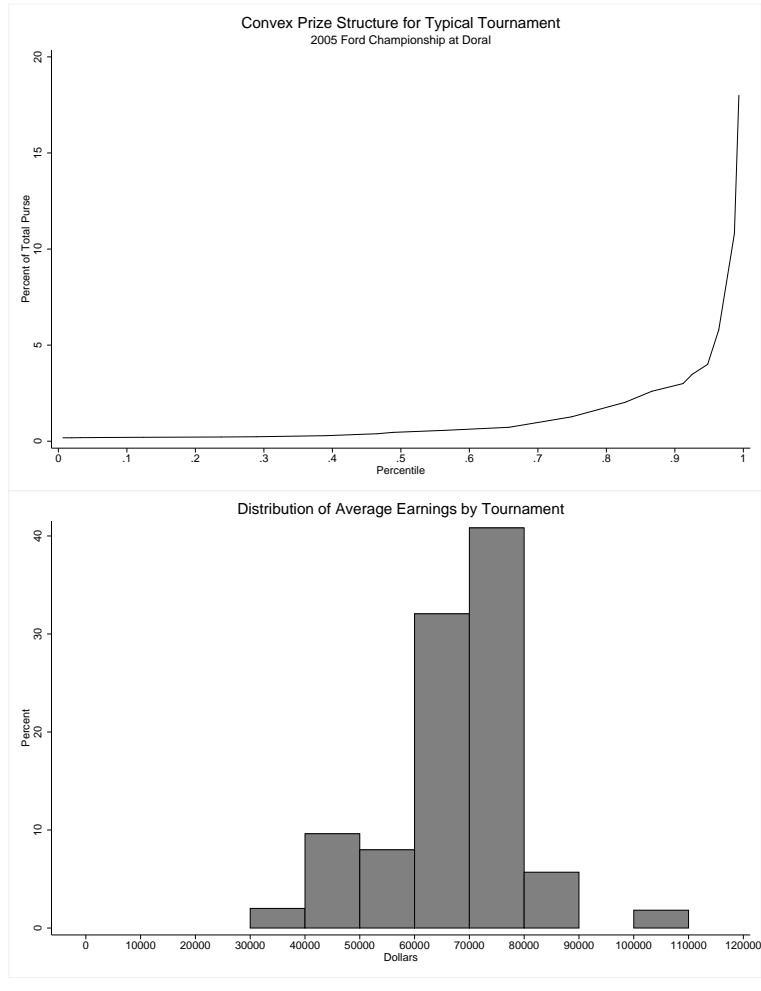 Convex Prize Structure for Typical Tournament
2005 Ford Championship at Doral
Percent of Total Purse
20
15
10
5
0
0 .1 .2 .3 .4 .5 .6 .7 .8 .9 1
Percentile
Distribution of Average Earnings by Tournament
Percent
40
30
20
10
0
0 10000 20000 30000 40000 50000 60000 70000 80000 90000 100000 110000 120000
Dollars